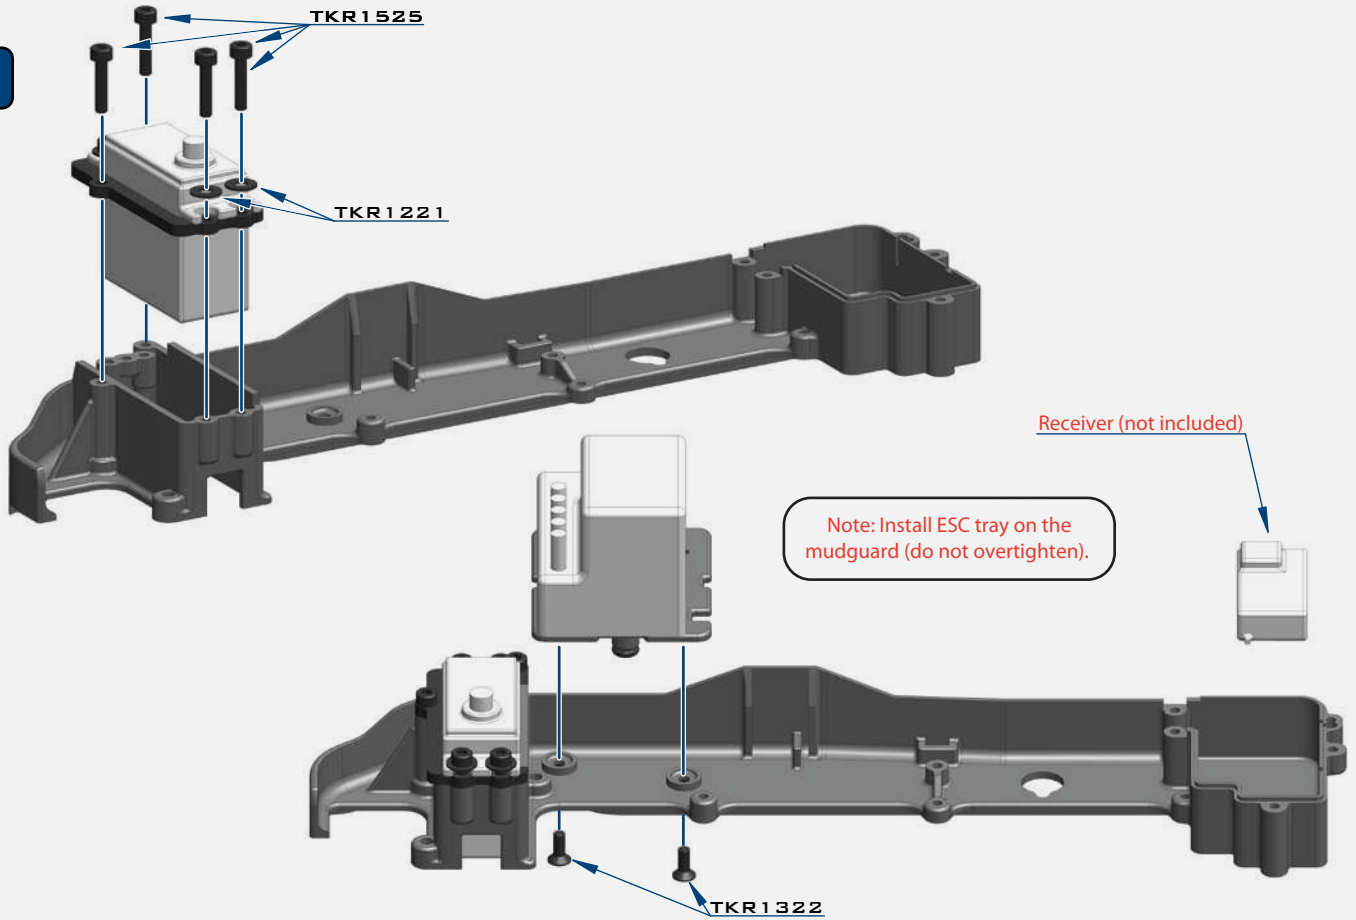 TKR1525
TKR1221
Receiver (not included)
Note: Install ESC tray on the
mudguard (do not overtighten).
TKR1322